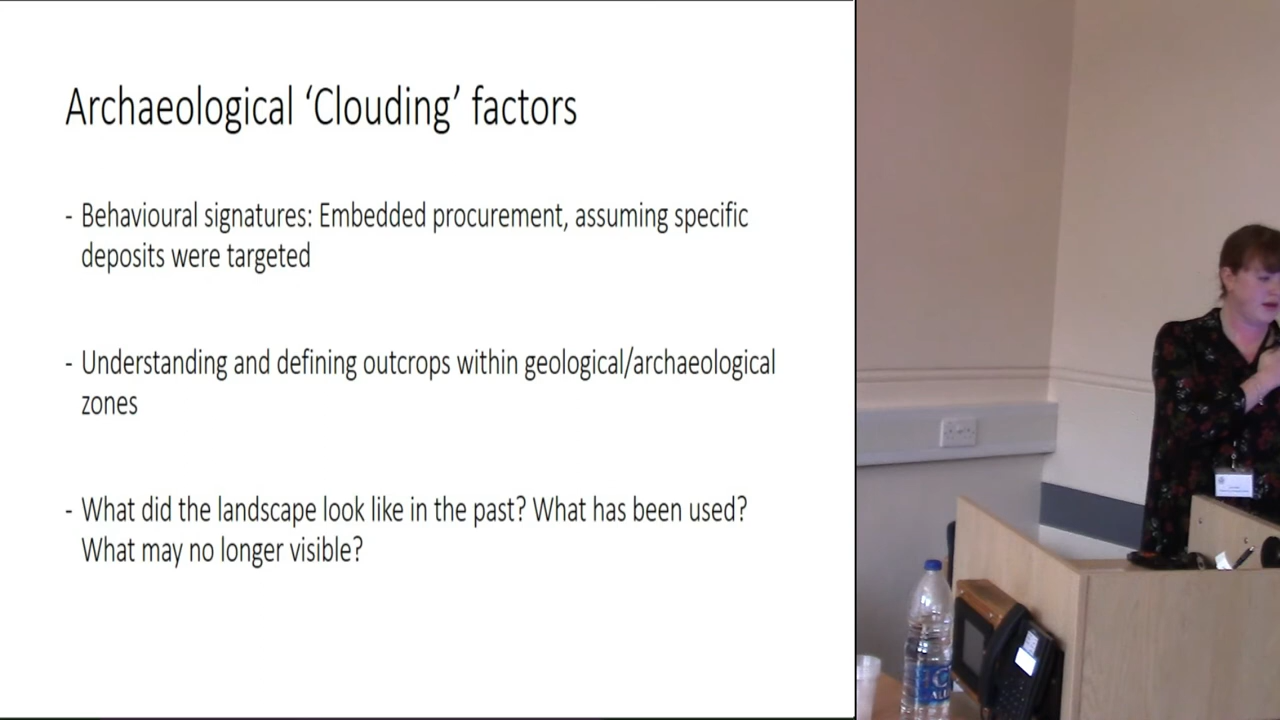 Archaeological ‘Clouding’ factors
- Behavioural signatures: Embedded procurement, assuming specific
deposits were targeted
- Understanding and defining outcrops within geological/archaeological
zones
- What did the landscape look like in the past? What has been used?
What may no longer visible?